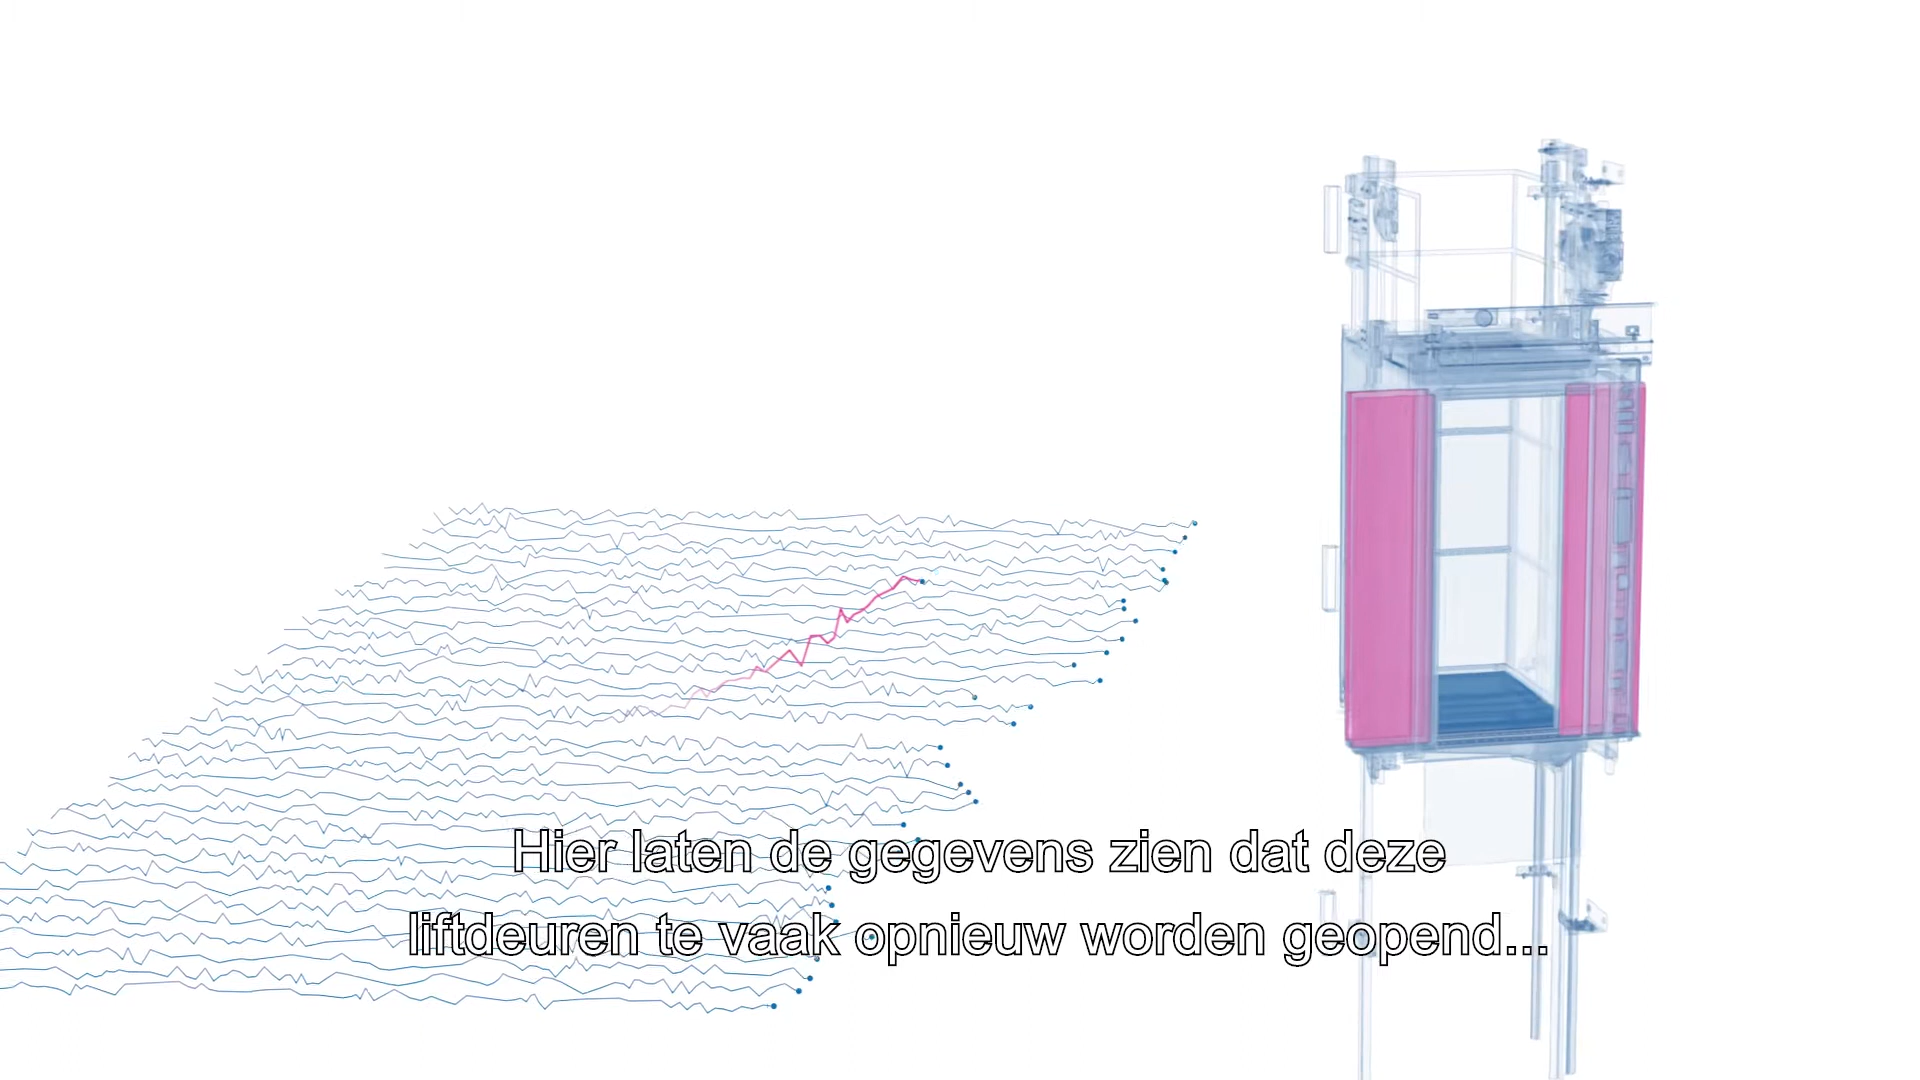 Hier laten de gegevens zien dat deze
liftdeuren te vaak opnieuw worden geopend...